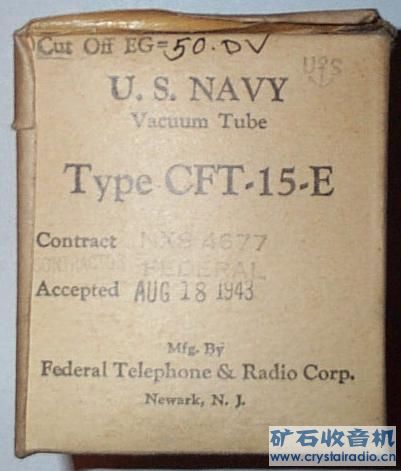 Cut Off EG=50.DV
U S
U. S. NAVY
Vacuum Tube
Type CFT-15-E
Contract NXS 4677
CONTRACTOR FEDERAL
Accepted AUG 18 1943
Mfg. By
Federal Telephone & Radio Corp.
Newark, N. J.
矿石收音机
www.crystalradio.cn